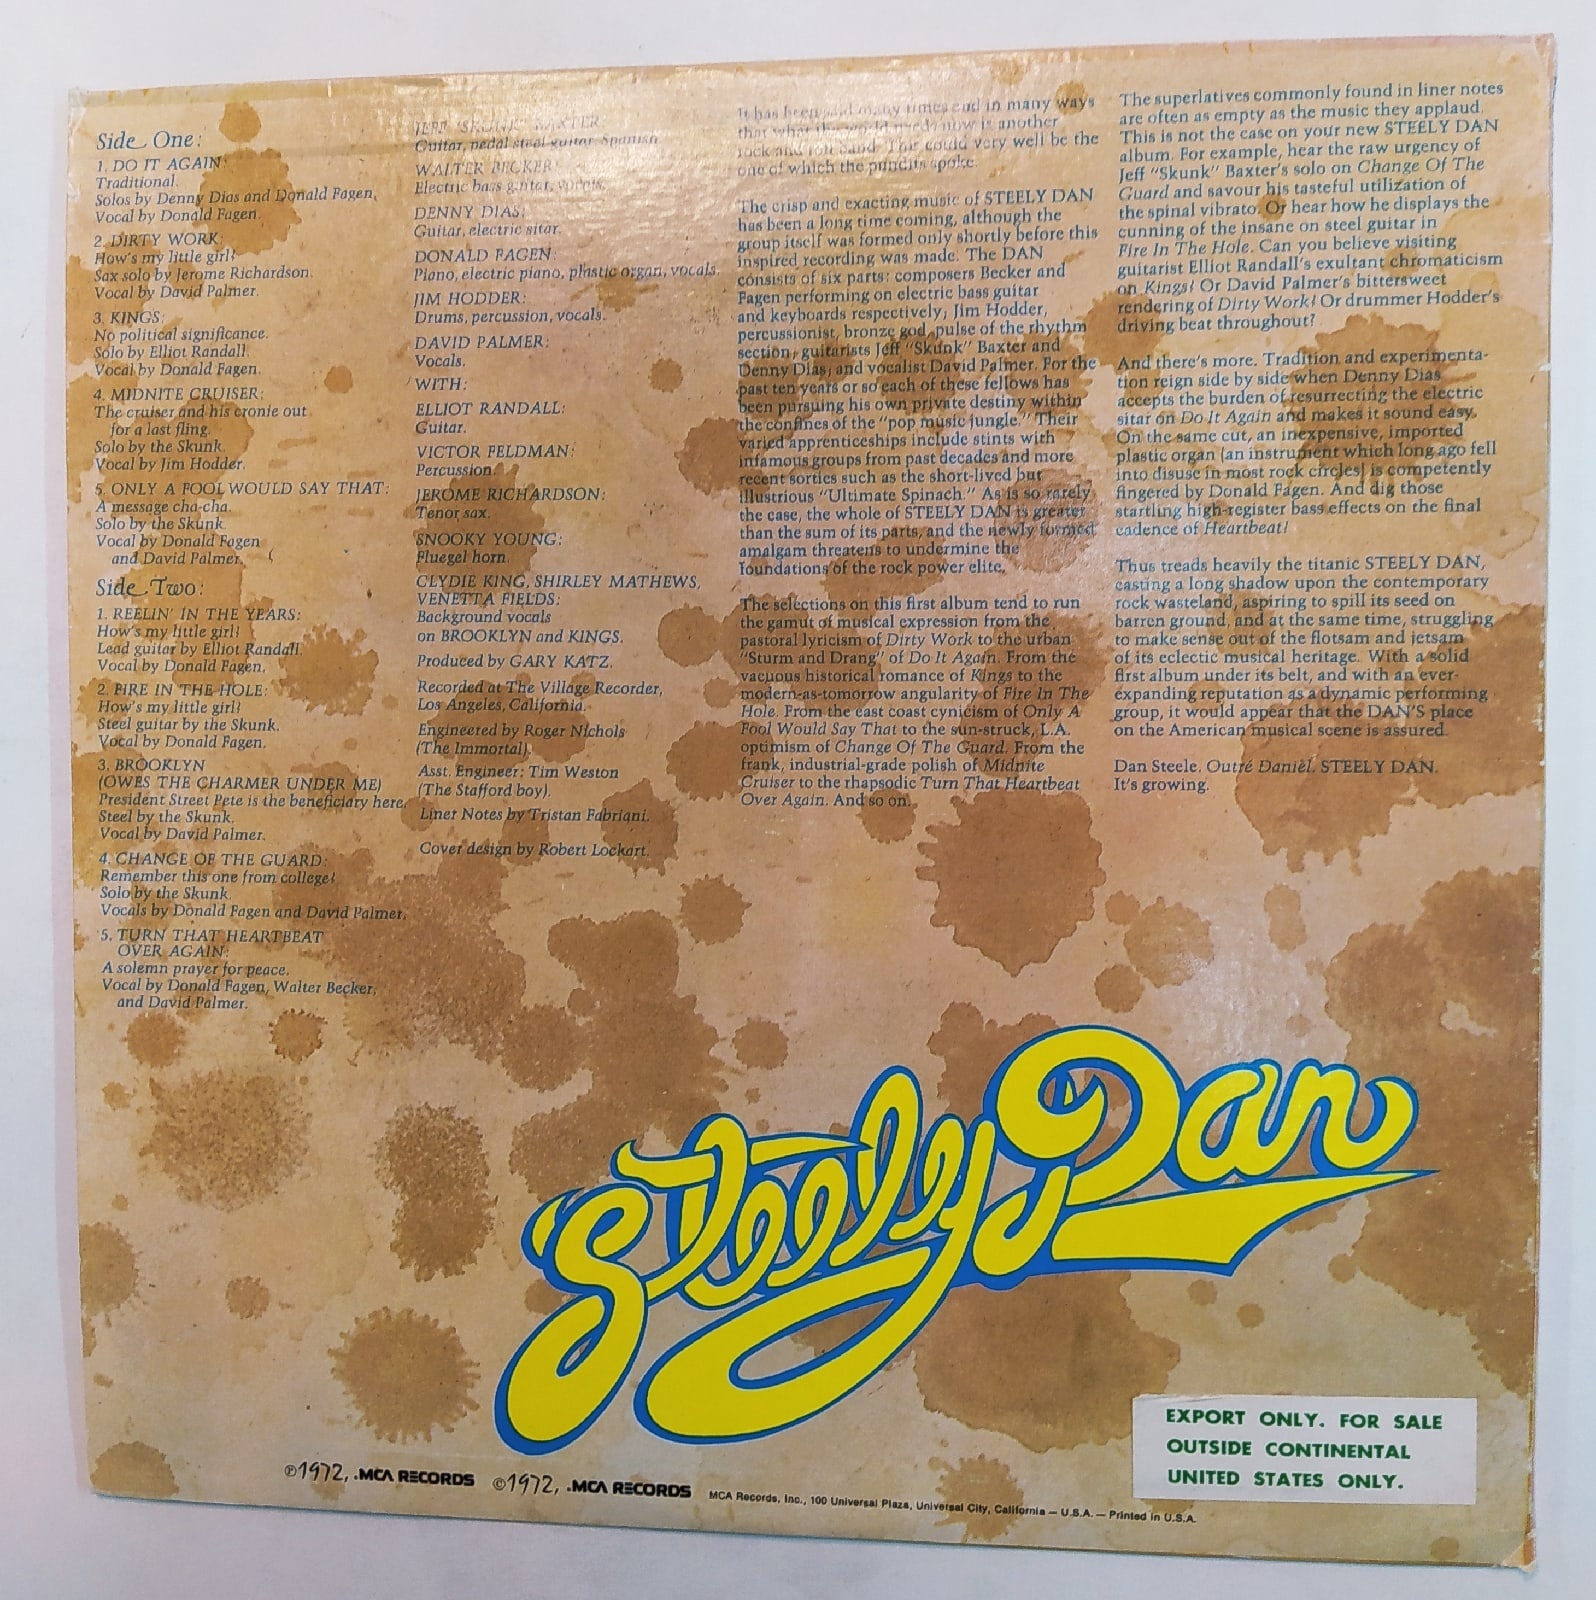 Side One:
1. DO IT AGAIN:
Traditional.
Solos by Denny Dias and Donald Fagen,
Vocal by Donald Fagen.
2. DIRTY WORK:
How's my little girl?
Sax solo by Jerome Richardson.
Vocal by David Palmer.
3. KINGS:
No political significance.
Solo by Elliot Randall.
Vocal by Donald Fagen.
4. MIDNITE CRUISER:
The cruiser and his cronie out
for a last fling.
Solo by the Skunk.
Vocal by Jim Hodder.
5. ONLY A FOOL WOULD SAY THAT:
A message cha-cha.
Solo by the Skunk.
Vocal by Donald Fagen
and David Palmer.
Side Two:
1. REELIN' IN THE YEARS:
How's my little girl?
Lead guitar by Elliot Randall.
Vocal by Donald Fagen.
2. FIRE IN THE HOLE:
How's my little girl?
Steel guitar by the Skunk.
Vocal by Donald Fagen.
3. BROOKLYN
(OWES THE CHARMER UNDER ME)
President Street Pete is the beneficiary here.
Steel by the Skunk.
Vocal by David Palmer.
4. CHANGE OF THE GUARD:
Remember this one from college?
Solo by the Skunk.
Vocals by Donald Fagen and David Palmer.
5. TURN THAT HEARTBEAT
OVER AGAIN:
A solemn prayer for peace.
Vocal by Donald Fagen, Walter Becker,
and David Palmer.
JEFF "SKUNK" BAXTER:
Guitar, pedal steel guitar, Spanish
WALTER BECKER:
Electric bass guitar, vocals.
DENNY DIAS:
Guitar, electric sitar.
DONALD FAGEN:
Piano, electric piano, plastic organ, vocals.
JIM HODDER:
Drums, percussion, vocals.
DAVID PALMER:
Vocals.
WITH:
ELLIOT RANDALL:
Guitar.
VICTOR FELDMAN:
Percussion.
JEROME RICHARDSON:
Tenor sax.
SNOOKY YOUNG:
Fluegel horn.
CLYDIE KING, SHIRLEY MATHEWS,
VENETTA FIELDS:
Background vocals
on BROOKLYN and KINGS.
Produced by GARY KATZ.
Recorded at The Village Recorder,
Los Angeles, California.
Engineered by Roger Nichols
(The Immortal).
Asst. Engineer: Tim Weston
(The Stafford boy).
Liner Notes by Tristan Fabriani.
Cover design by Robert Lockart.
It has been said many times and in many ways
that what the world needs now is another
rock and roll band. This could very well be the
one of which the pundits spoke.
The crisp and exacting music of STEELY DAN
has been a long time coming, although the
group itself was formed only shortly before this
inspired recording was made. The DAN
consists of six parts: composers Becker and
Fagen performing on electric bass guitar
and keyboards respectively; Jim Hodder,
percussionist, bronze god, pulse of the rhythm
section; guitarists Jeff "Skunk" Baxter and
Denny Dias; and vocalist David Palmer. For the
past ten years or so each of these fellows has
been pursuing his own private destiny within
the confines of the "pop music jungle." Their
varied apprenticeships include stints with
infamous groups from past decades and more
recent sorties such as the short-lived but
illustrious "Ultimate Spinach." As is so rarely
the case, the whole of STEELY DAN is greater
than the sum of its parts, and the newly formed
amalgam threatens to undermine the
foundations of the rock power elite.
The selections on this first album tend to run
the gamut of musical expression from the
pastoral lyricism of Dirty Work to the urban
"Sturm and Drang" of Do It Again. From the
vacuous historical romance of Kings to the
modern-as-tomorrow angularity of Fire In The
Hole. From the east coast cynicism of Only A
Fool Would Say That to the sun-struck, L.A.
optimism of Change Of The Guard. From the
frank, industrial-grade polish of Midnite
Cruiser to the rhapsodic Turn That Heartbeat
Over Again. And so on.
The superlatives commonly found in liner notes
are often as empty as the music they applaud.
This is not the case on your new STEELY DAN
album. For example, hear the raw urgency of
Jeff "Skunk" Baxter's solo on Change Of The
Guard and savour his tasteful utilization of
the spinal vibrato. Or hear how he displays the
cunning of the insane on steel guitar in
Fire In The Hole. Can you believe visiting
guitarist Elliot Randall's exultant chromaticism
on Kings? Or David Palmer's bittersweet
rendering of Dirty Work? Or drummer Hodder's
driving beat throughout?
And there's more. Tradition and experimenta-
tion reign side by side when Denny Dias
accepts the burden of resurrecting the electric
sitar on Do It Again and makes it sound easy.
On the same cut, an inexpensive, imported
plastic organ (an instrument which long ago fell
into disuse in most rock circles) is competently
fingered by Donald Fagen. And dig those
startling high-register bass effects on the final
cadence of Heartbeat!
Thus treads heavily the titanic STEELY DAN,
casting a long shadow upon the contemporary
rock wasteland, aspiring to spill its seed on
barren ground, and at the same time, struggling
to make sense out of the flotsam and jetsam
of its eclectic musical heritage. With a solid
first album under its belt, and with an ever-
expanding reputation as a dynamic performing
group, it would appear that the DAN'S place
on the American musical scene is assured.
Dan Steele. Outré Daniel. STEELY DAN.
It's growing.
Steely Dan
EXPORT ONLY. FOR SALE
OUTSIDE CONTINENTAL
UNITED STATES ONLY.
℗1972, .MCA RECORDS ©1972, .MCA RECORDS MCA Records, Inc., 100 Universal Plaza, Universal City, California — U.S.A. — Printed in U.S.A.